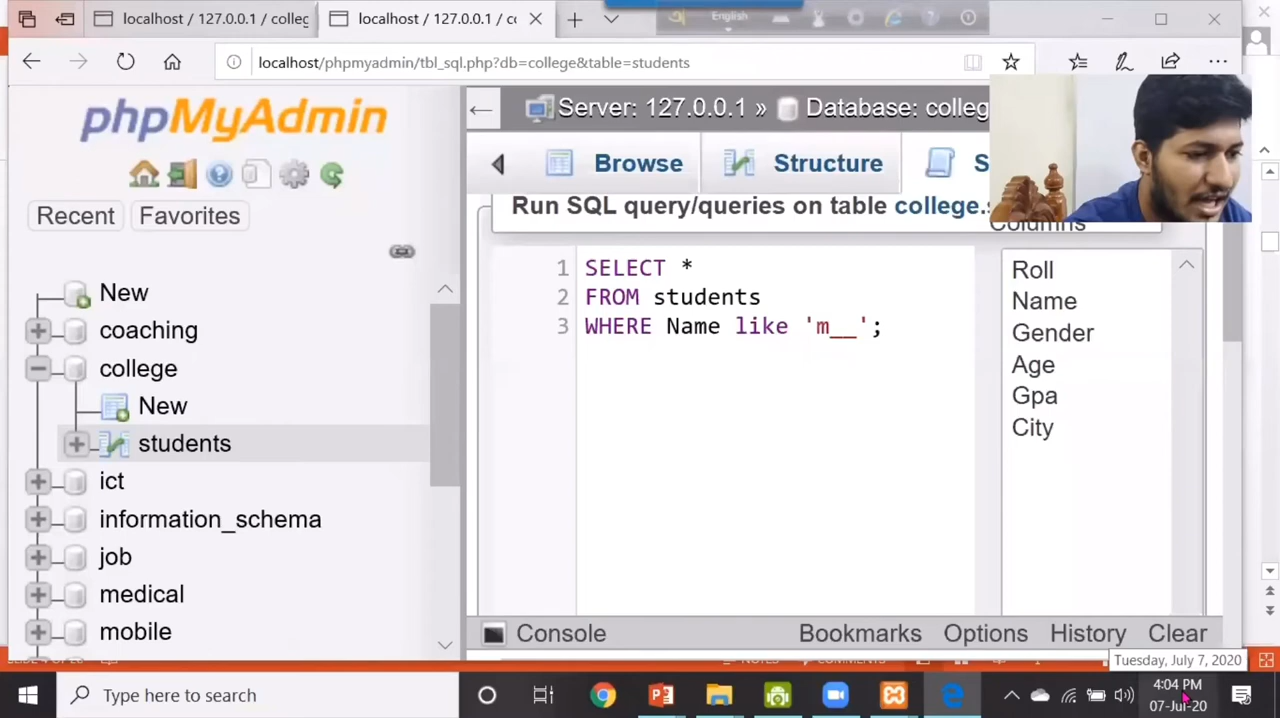 localhost / 127.0.0.1 / colleg
localhost / 127.0.0.1 / co
English
localhost/phpmyadmin/tbl_sql.php?db=college&table=students
phpMyAdmin
Server: 127.0.0.1 » Database: colleg
Browse
Structure
S
Recent
Favorites
Run SQL query/queries on table college.s
Columns
1 SELECT *
2 FROM students
3 WHERE Name like 'm__';
Roll
Name
Gender
Age
Gpa
City
New
coaching
college
New
students
ict
information_schema
job
medical
mobile
Console
Bookmarks
Options
History
Clear
NOTES
COMMENTS
Tuesday, July 7, 2020
Type here to search
4:04 PM
07-Jul-20